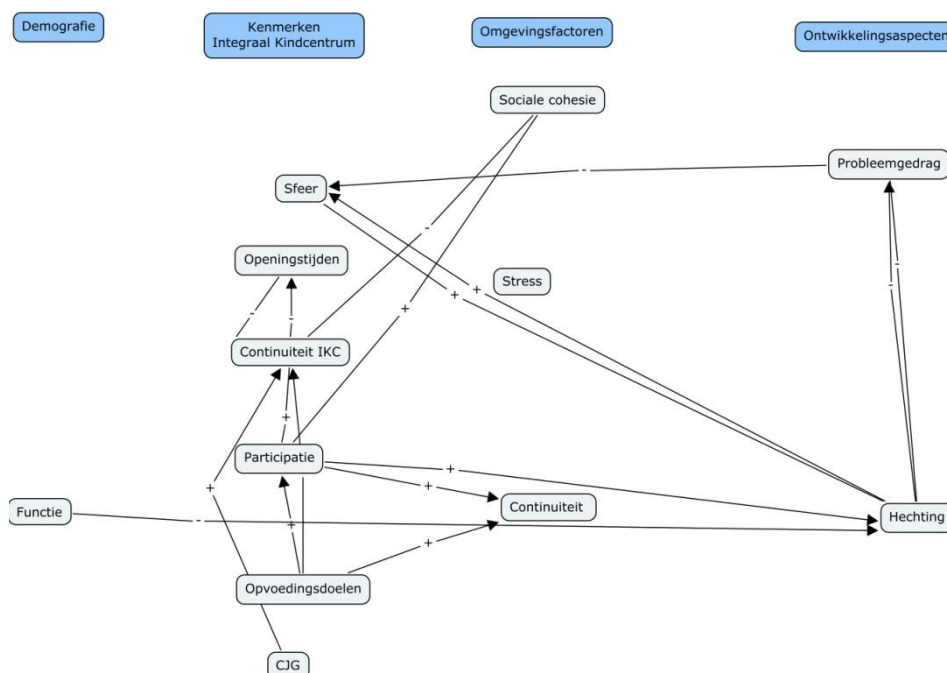 Demografie
Kenmerken
Integraal Kindcentrum
Omgevingsfactoren
Ontwikkelingsaspecten
Sociale cohesie
Probleemgedrag
-
Sfeer
Openingstijden
-
Stress
-
+
+
+
-
-
-
-
Continuiteit IKC
+
Participatie
+
+
+
Continuiteit
Functie
-
Hechting
+
+
Opvoedingsdoelen
CJG